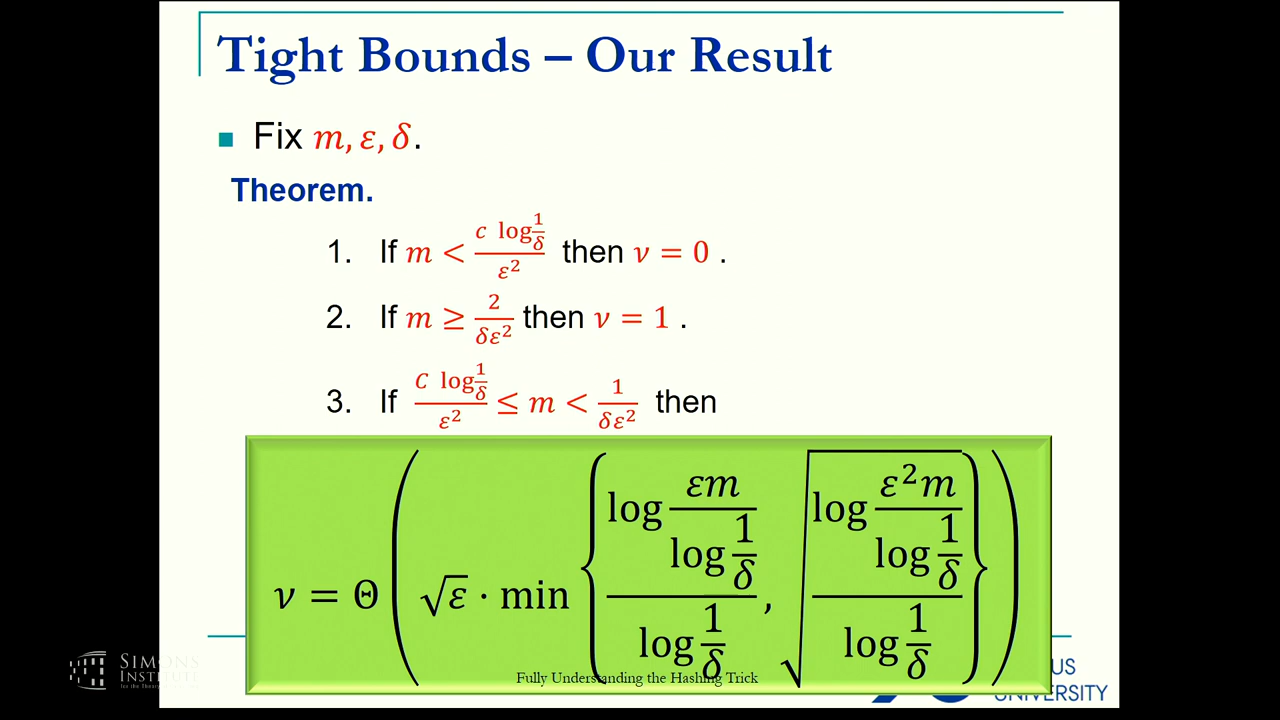 Tight Bounds – Our Result
Fix m, ε, δ.
Theorem.
1. If m < (c log 1/δ)/ε² then ν = 0 .
2. If m ≥ 2/(δε²) then ν = 1 .
3. If (C log 1/δ)/ε² ≤ m < 1/(δε²) then
ν = Θ(√ε · min{(log (εm)/(log 1/δ))/(log 1/δ), √((log (ε²m)/(log 1/δ))/(log 1/δ))})
Fully Understanding the Hashing Trick
SIMONS
UNIVERSITY